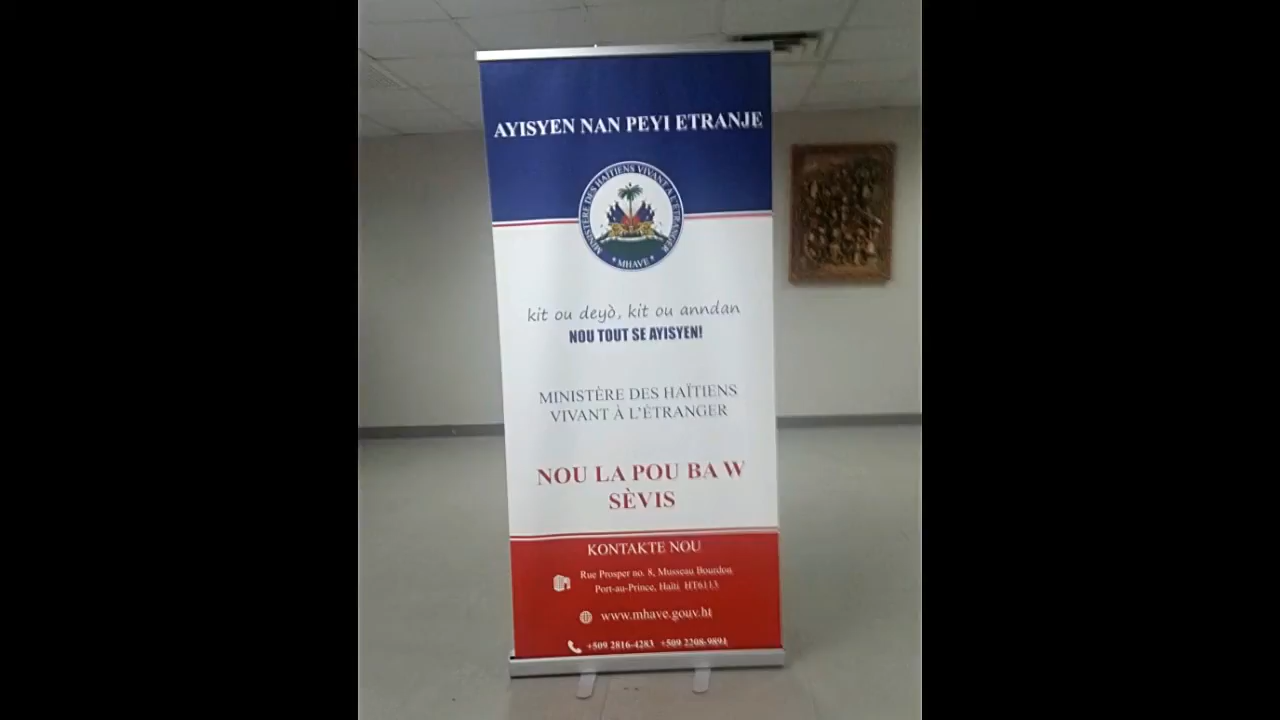 AYISYEN NAN PEYI ETRANJE
MINISTÈRE DES HAÏTIENS VIVANT À L'ÉTRANGER
* MHAVE *
kit ou deyò, kit ou anndan
NOU TOUT SE AYISYEN!
MINISTÈRE DES HAÏTIENS
VIVANT À L'ÉTRANGER
NOU LA POU BA W
SÈVIS
KONTAKTE NOU
Rue Prosper no. 8, Musseau Bourdon
Port-au-Prince, Haïti HT6113
www.mhave.gouv.ht
+509 2816-4283 +509 2208-9891